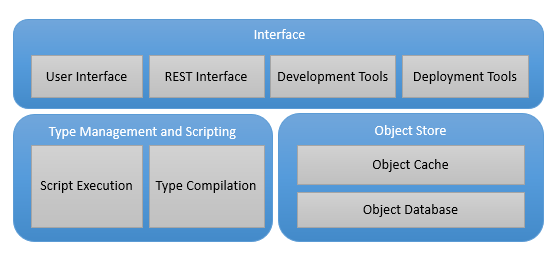 Interface
User Interface
REST Interface
Development Tools
Deployment Tools
Type Management and Scripting
Script Execution
Type Compilation
Object Store
Object Cache
Object Database